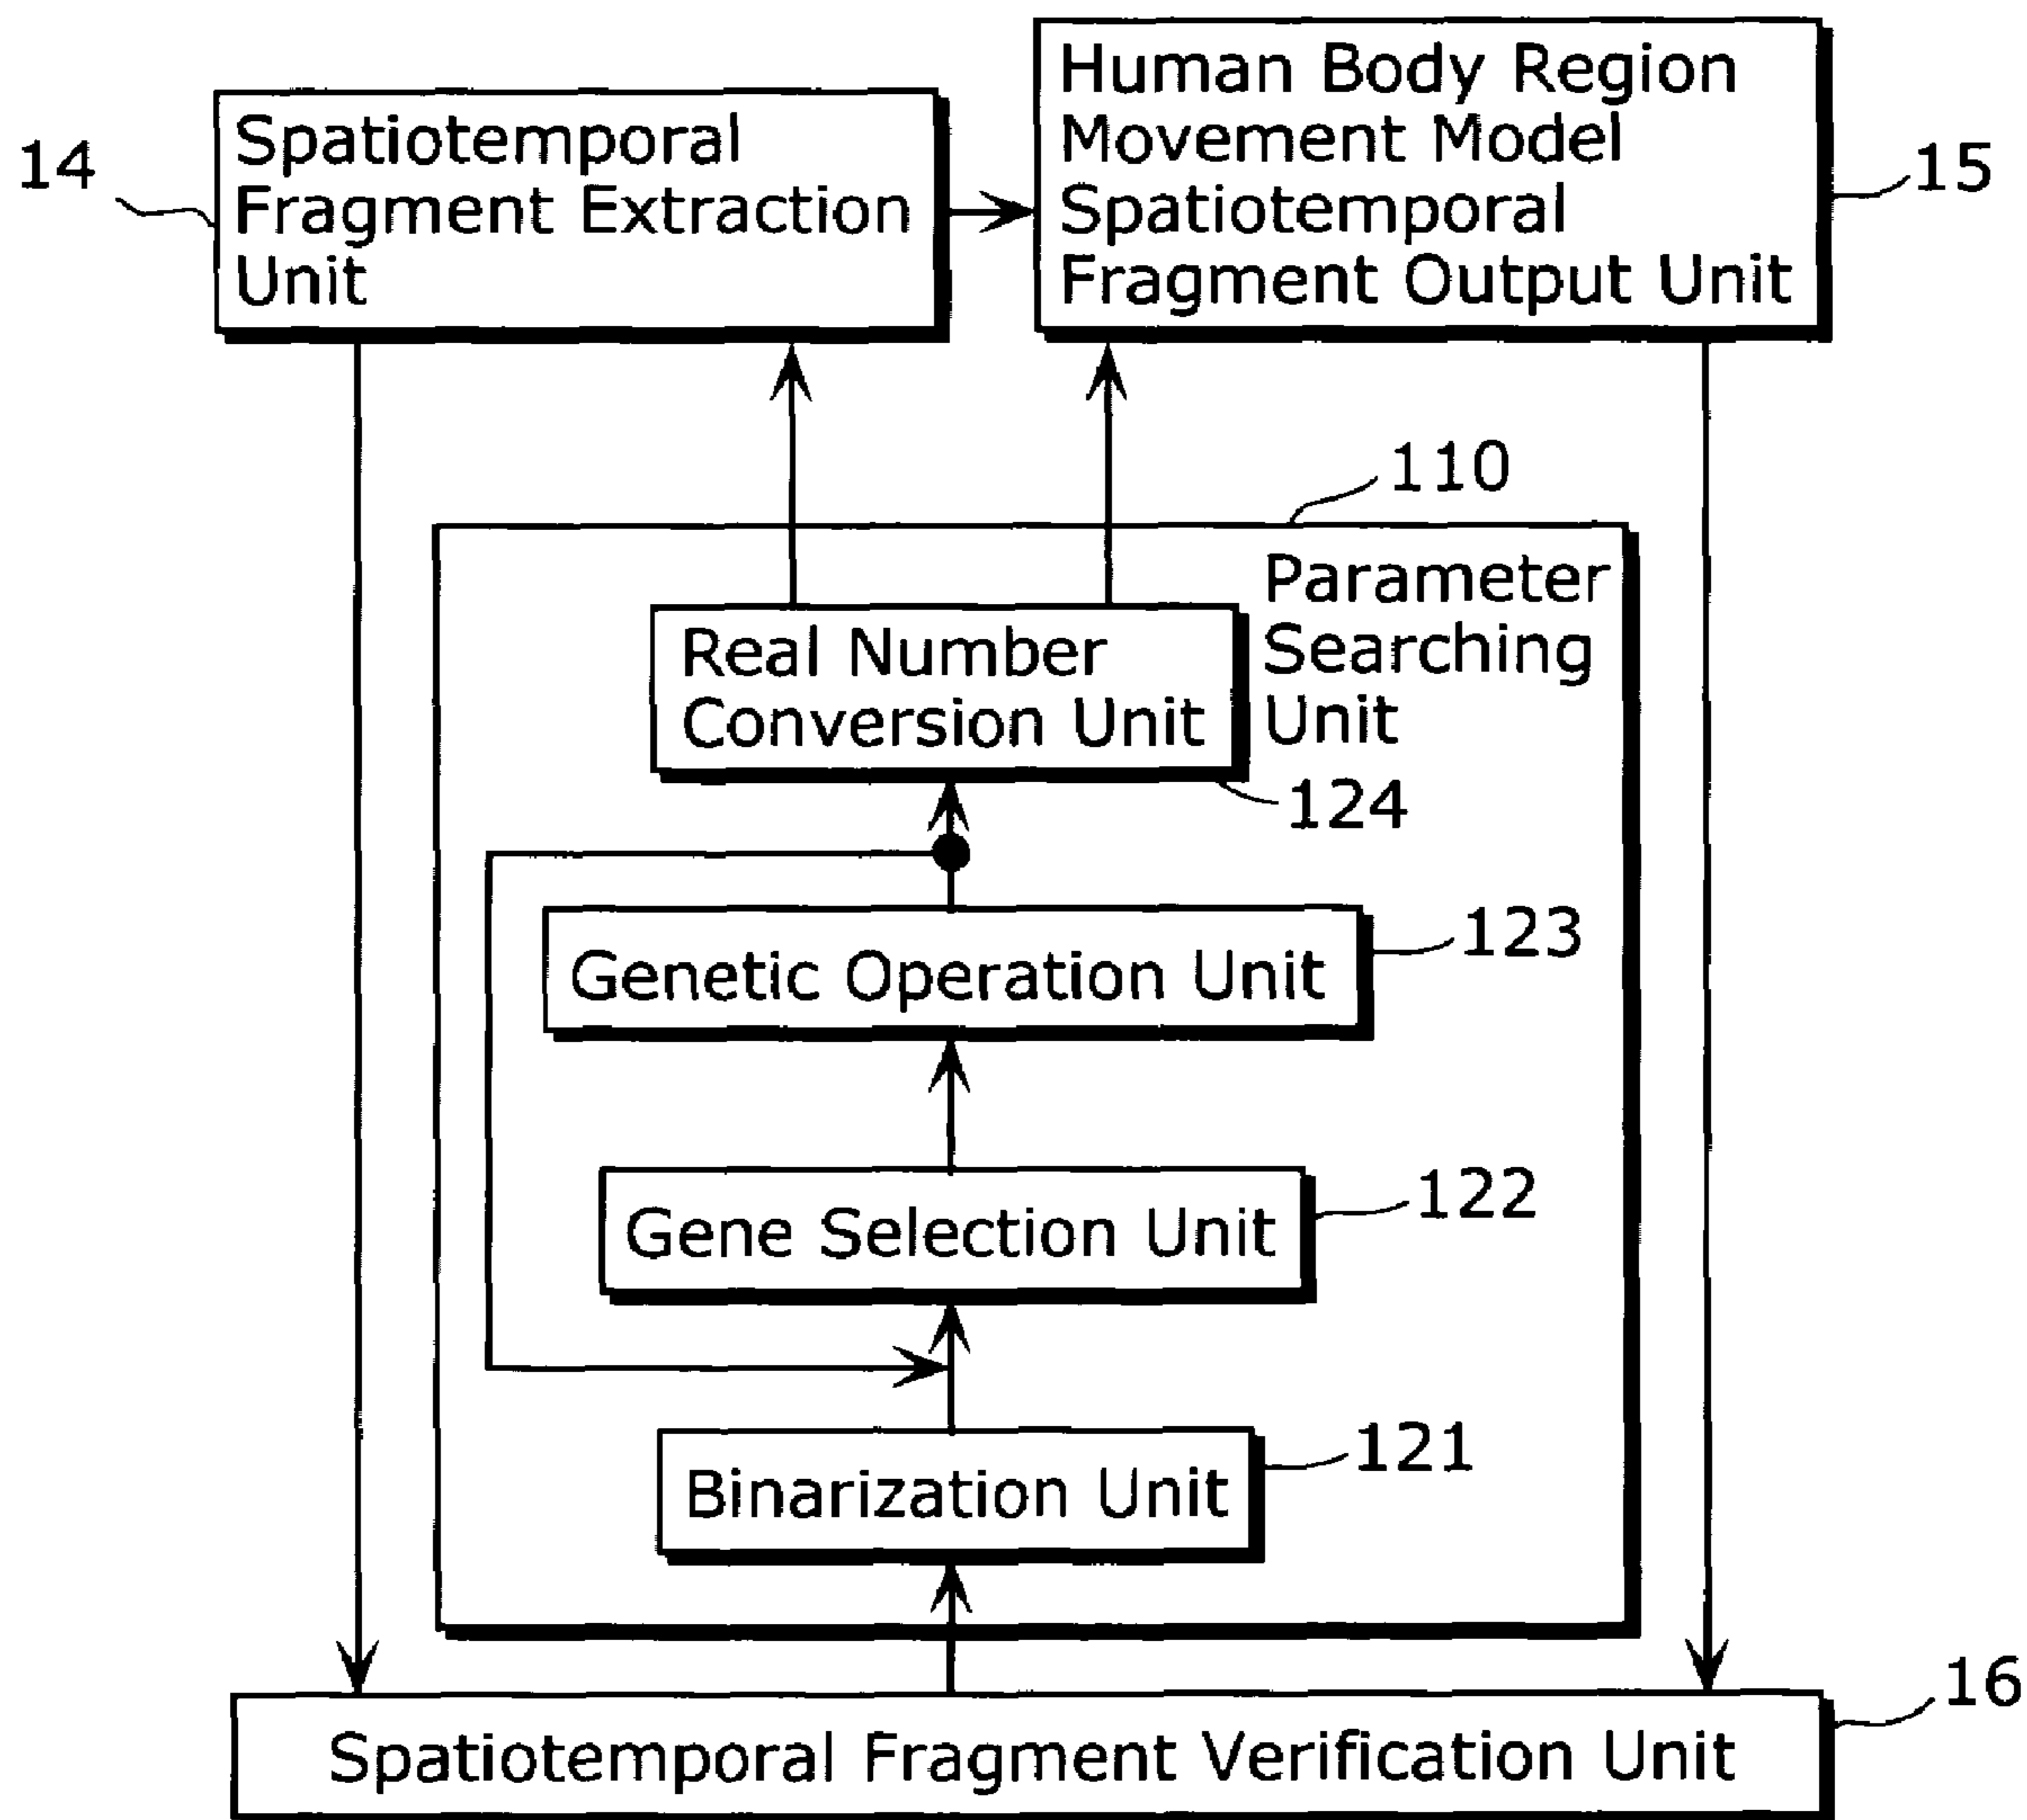 Human Body Region
Movement Model
Spatiotemporal
Fragment Output Unit
15
Spatiotemporal
Fragment Extraction
Unit
14
110
Parameter
Searching
Unit
Real Number
Conversion Unit
124
Genetic Operation Unit
123
Gene Selection Unit
122
Binarization Unit
121
Spatiotemporal Fragment Verification Unit
16